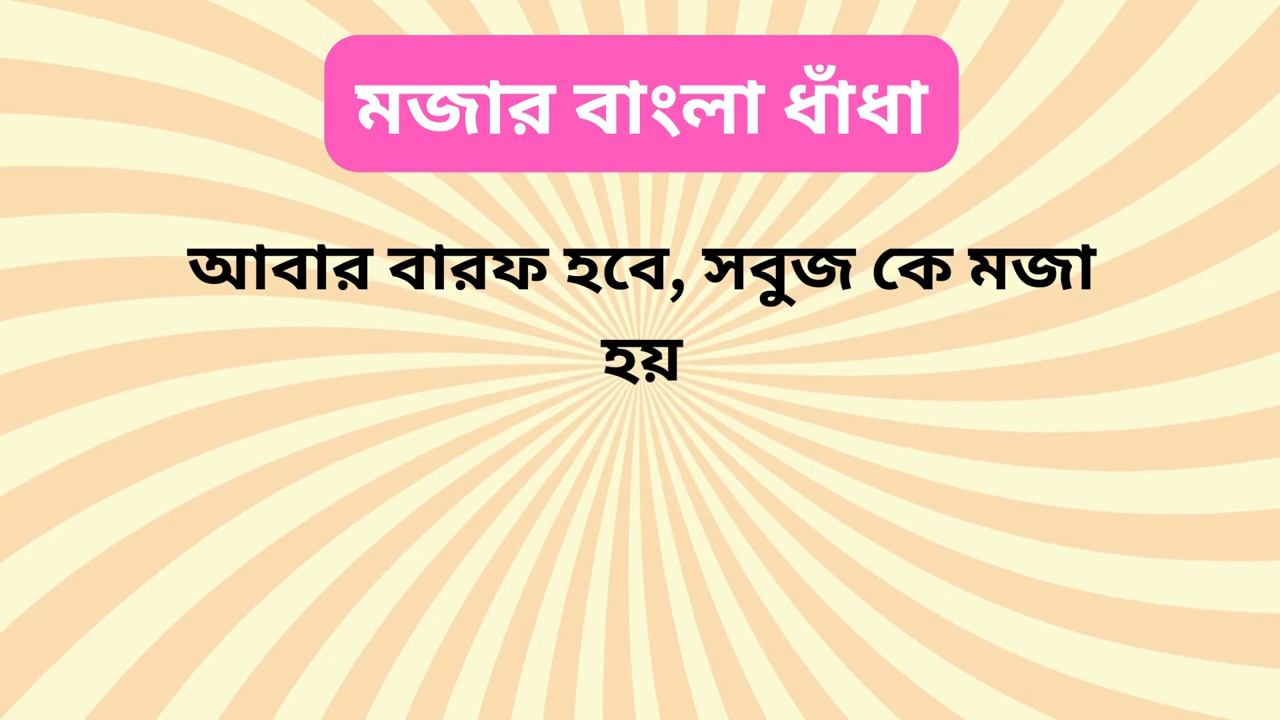 মজার বাংলা ধাঁধা
আবার বারফ হবে, সবুজ কে মজা
হয়